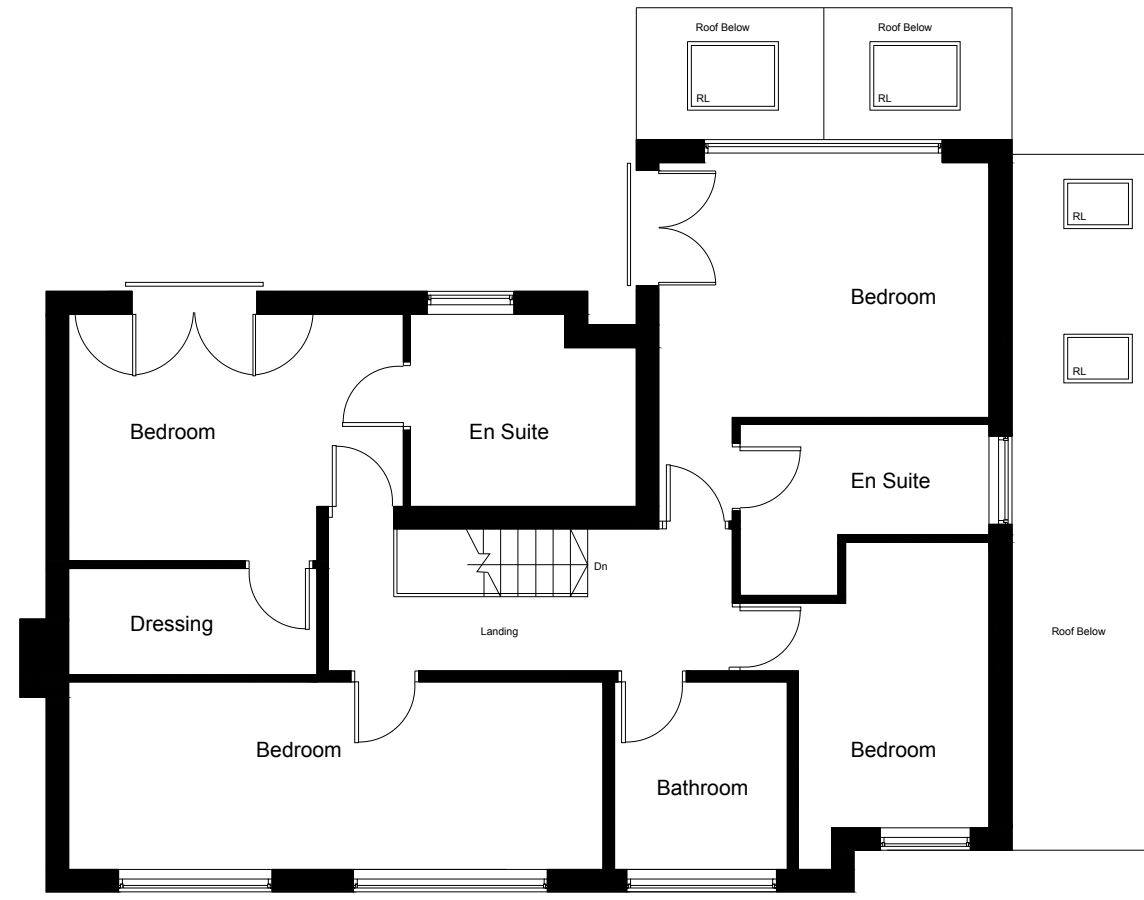 Roof Below
Roof Below
RL
RL
RL
Bedroom
RL
Bedroom
En Suite
En Suite
Dn
Dressing
Landing
Roof Below
Bedroom
Bedroom
Bathroom